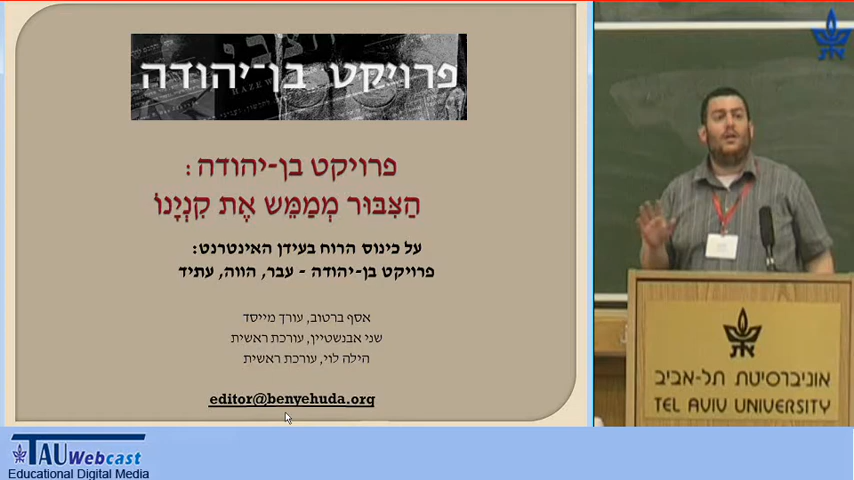 פרויקט בן־יהודה
פרויקט בן-יהודה:
הַצִּבּוּר מְמַמֵּשׁ אֶת קִנְיָנוֹ
על כינוס הרוח בעידן האינטרנט:
פרויקט בן-יהודה - עבר, הווה, עתיד
אסף ברטוב, עורך מייסד
שני אבנשטיין, עורכת ראשית
הילה לוי, עורכת ראשית
editor@benyehuda.org
אוניברסיטת תל-אביב
TEL AVIV UNIVERSITY
TAU Webcast
Educational Digital Media